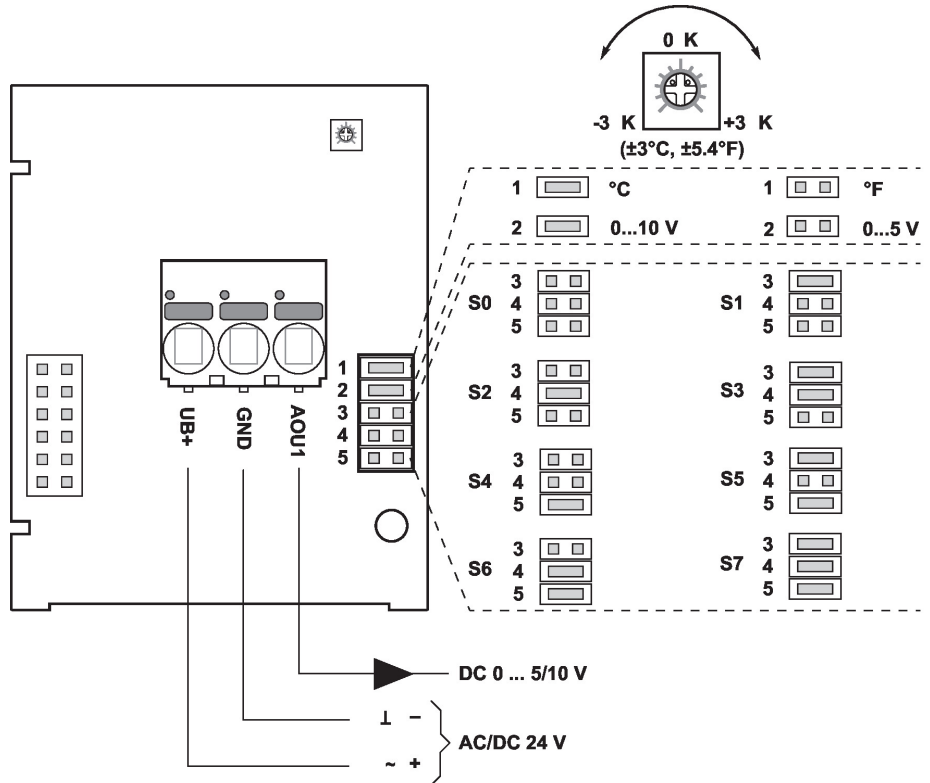 0 K
-3 K +3 K
(±3°C, ±5.4°F)
1 °C 1 °F
2 0...10 V 2 0...5 V
S0 3 4 5 S1 3 4 5
S2 3 4 5 S3 3 4 5
S4 3 4 5 S5 3 4 5
S6 3 4 5 S7 3 4 5
1
2
3
4
5
UB+ GND AOU1
DC 0 ... 5/10 V
⊥ −
AC/DC 24 V
~ +